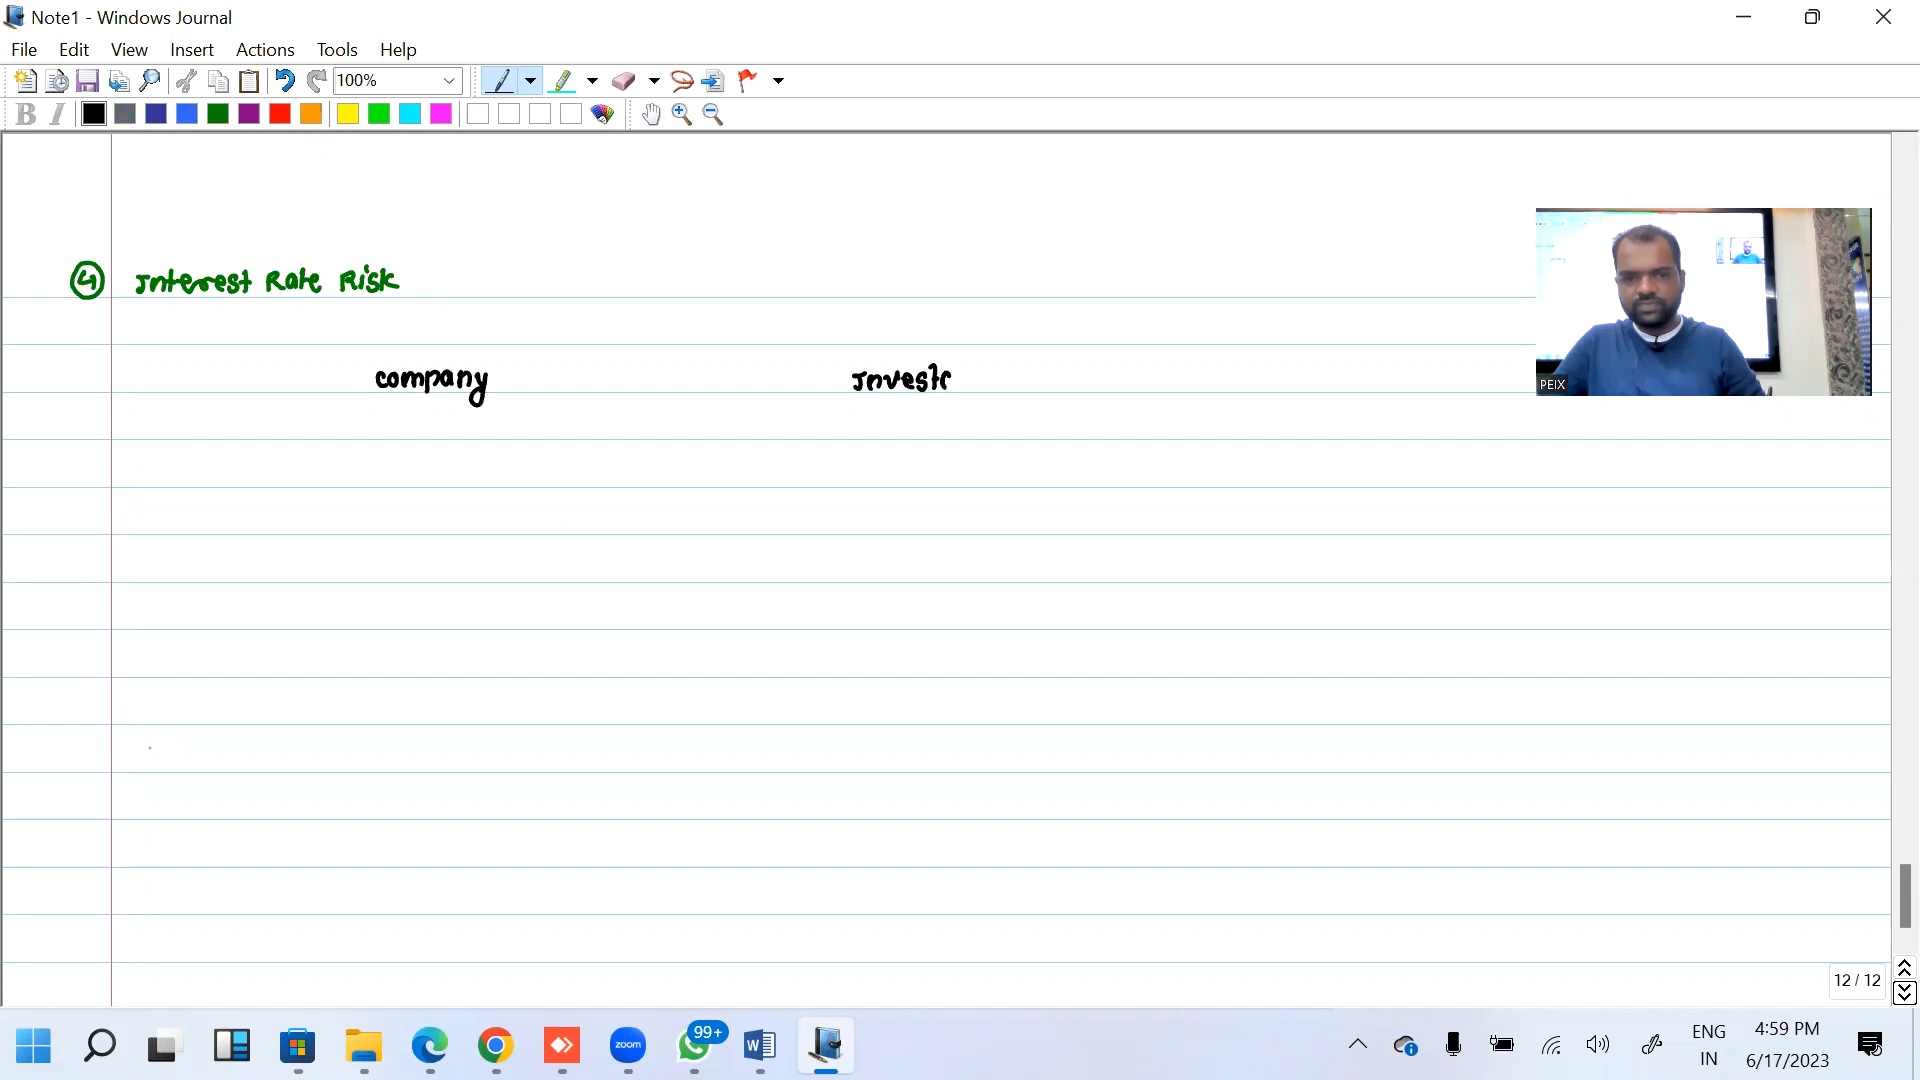 Note1 - Windows Journal
File Edit View Insert Actions Tools Help
100%
B I
4 Interest Rate Risk
company Investr
PEIX
12 / 12
99+
zoom
W
ENG
IN
4:59 PM
6/17/2023